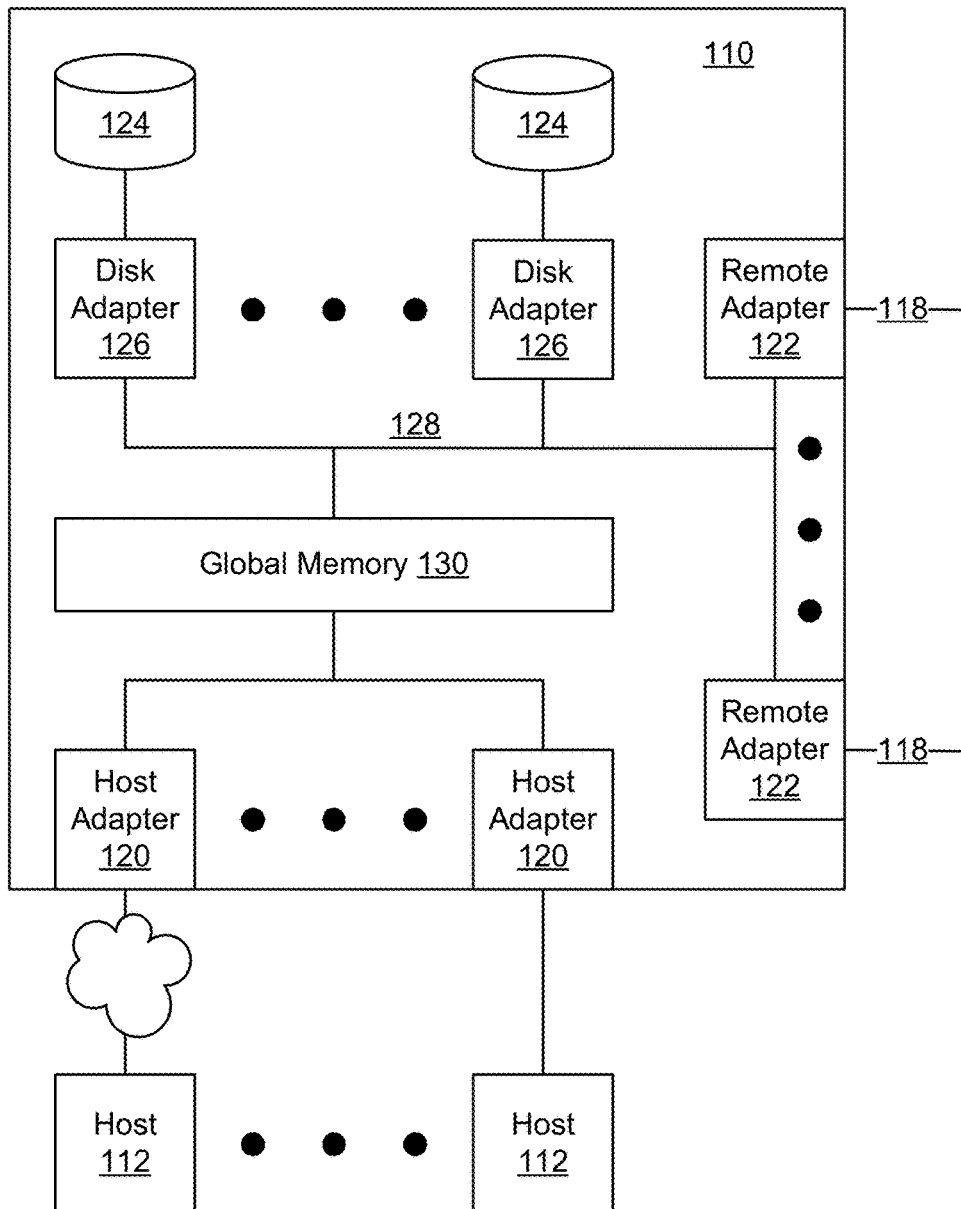 110
124 124
Disk Disk Remote
Adapter Adapter Adapter
126 126 122
118
128
Global Memory 130
Remote
Adapter
122
118
Host Host
Adapter Adapter
120 120
Host Host
112 112